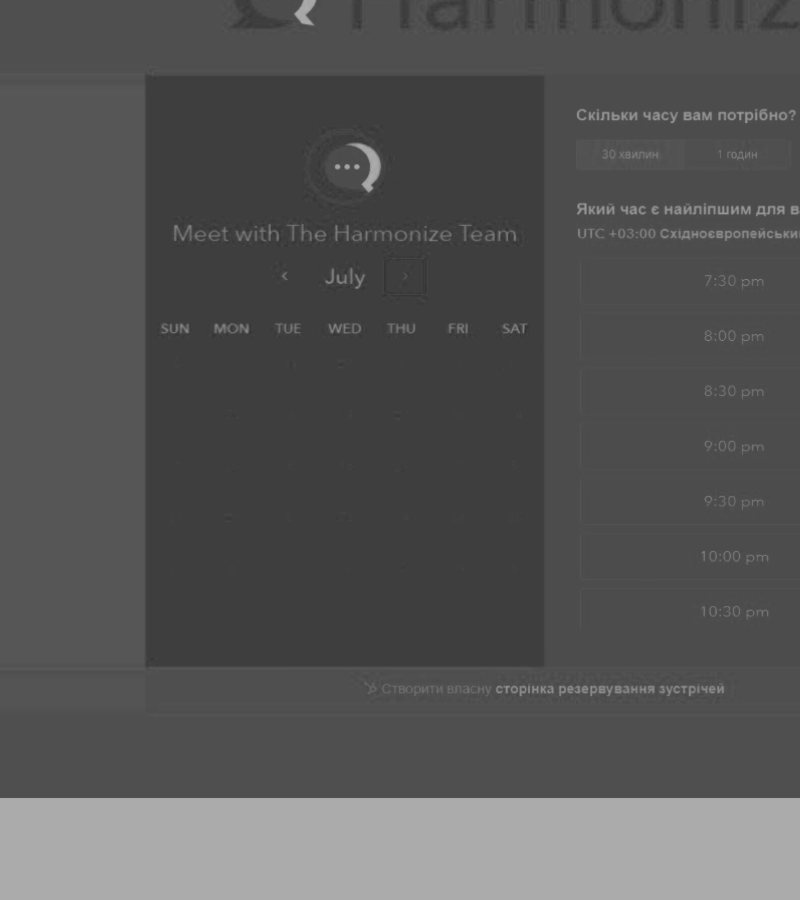 Harmoniz
Скільки часу вам потрібно?
30 хвилин 1 годин
Meet with The Harmonize Team
Який час є найліпшим для в
UTC +03:00 Східноєвропейськи
‹ July ›
SUN MON TUE WED THU FRI SAT
7:30 pm
8:00 pm
8:30 pm
9:00 pm
9:30 pm
10:00 pm
10:30 pm
Створити власну сторінка резервування зустрічей